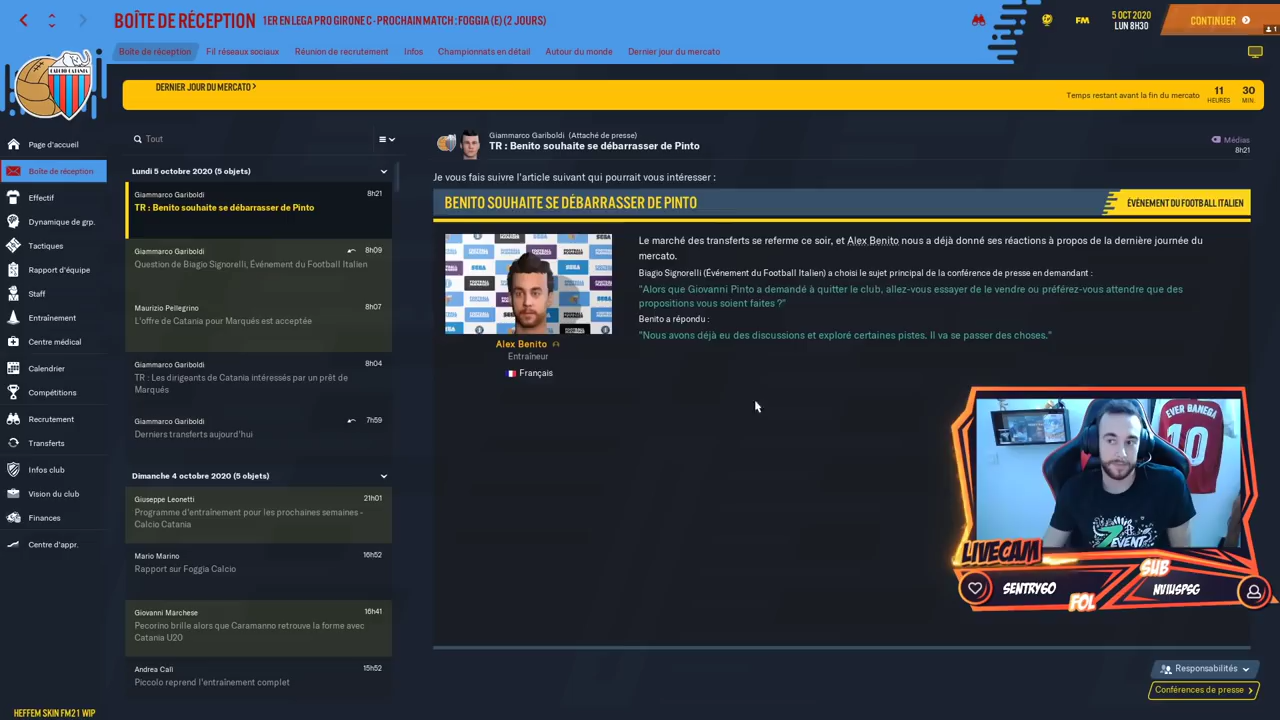 BOÎTE DE RÉCEPTION
1ER EN LEGA PRO GIRONE C · PROCHAIN MATCH : FOGGIA (E) (2 JOURS)
FM
5 OCT 2020
LUN 8H30
CONTINUER
1
Boîte de réception
Fil réseaux sociaux
Réunion de recrutement
Infos
Championnats en détail
Autour du monde
Dernier jour du mercato
DERNIER JOUR DU MERCATO >
Temps restant avant la fin du mercato
11 HEURES
30 MIN.
Page d'accueil
Boîte de réception
Effectif
Dynamique de grp.
Tactiques
Rapport d'équipe
Staff
Entraînement
Centre médical
Calendrier
Compétitions
Recrutement
Transferts
Infos club
Vision du club
Finances
Centre d'appr.
HEFFEM SKIN FM21 WIP
Tout
Lundi 5 octobre 2020 (5 objets)
Giammarco Gariboldi 8h21
TR : Benito souhaite se débarrasser de Pinto
Giammarco Gariboldi 8h09
Question de Biagio Signorelli, Événement du Football Italien
Maurizio Pellegrino 8h07
L'offre de Catania pour Marqués est acceptée
Giammarco Gariboldi 8h04
TR : Les dirigeants de Catania intéressés par un prêt de
Marqués
Giammarco Gariboldi 7h59
Derniers transferts aujourd'hui
Dimanche 4 octobre 2020 (5 objets)
Giuseppe Leonetti 21h01
Programme d'entraînement pour les prochaines semaines -
Calcio Catania
Mario Marino 16h52
Rapport sur Foggia Calcio
Giovanni Marchese 16h41
Pecorino brille alors que Caramanno retrouve la forme avec
Catania U20
Andrea Calì 15h52
Piccolo reprend l'entraînement complet
Giammarco Gariboldi (Attaché de presse)
TR : Benito souhaite se débarrasser de Pinto
Médias
8h21
Je vous fais suivre l'article suivant qui pourrait vous intéresser :
BENITO SOUHAITE SE DÉBARRASSER DE PINTO
ÉVÉNEMENT DU FOOTBALL ITALIEN
Alex Benito
Entraîneur
Français
Le marché des transferts se referme ce soir, et Alex Benito nous a déjà donné ses réactions à propos de la dernière journée du
mercato.
Biagio Signorelli (Événement du Football Italien) a choisi le sujet principal de la conférence de presse en demandant :
"Alors que Giovanni Pinto a demandé à quitter le club, allez-vous essayer de le vendre ou préférez-vous attendre que des
propositions vous soient faites ?"
Benito a répondu :
"Nous avons déjà eu des discussions et exploré certaines pistes. Il va se passer des choses."
EVER BANEGA
10
7 EVENT
LIVECAM
SUB
SENTRY60
FOL
Responsabilités
Conférences de presse >